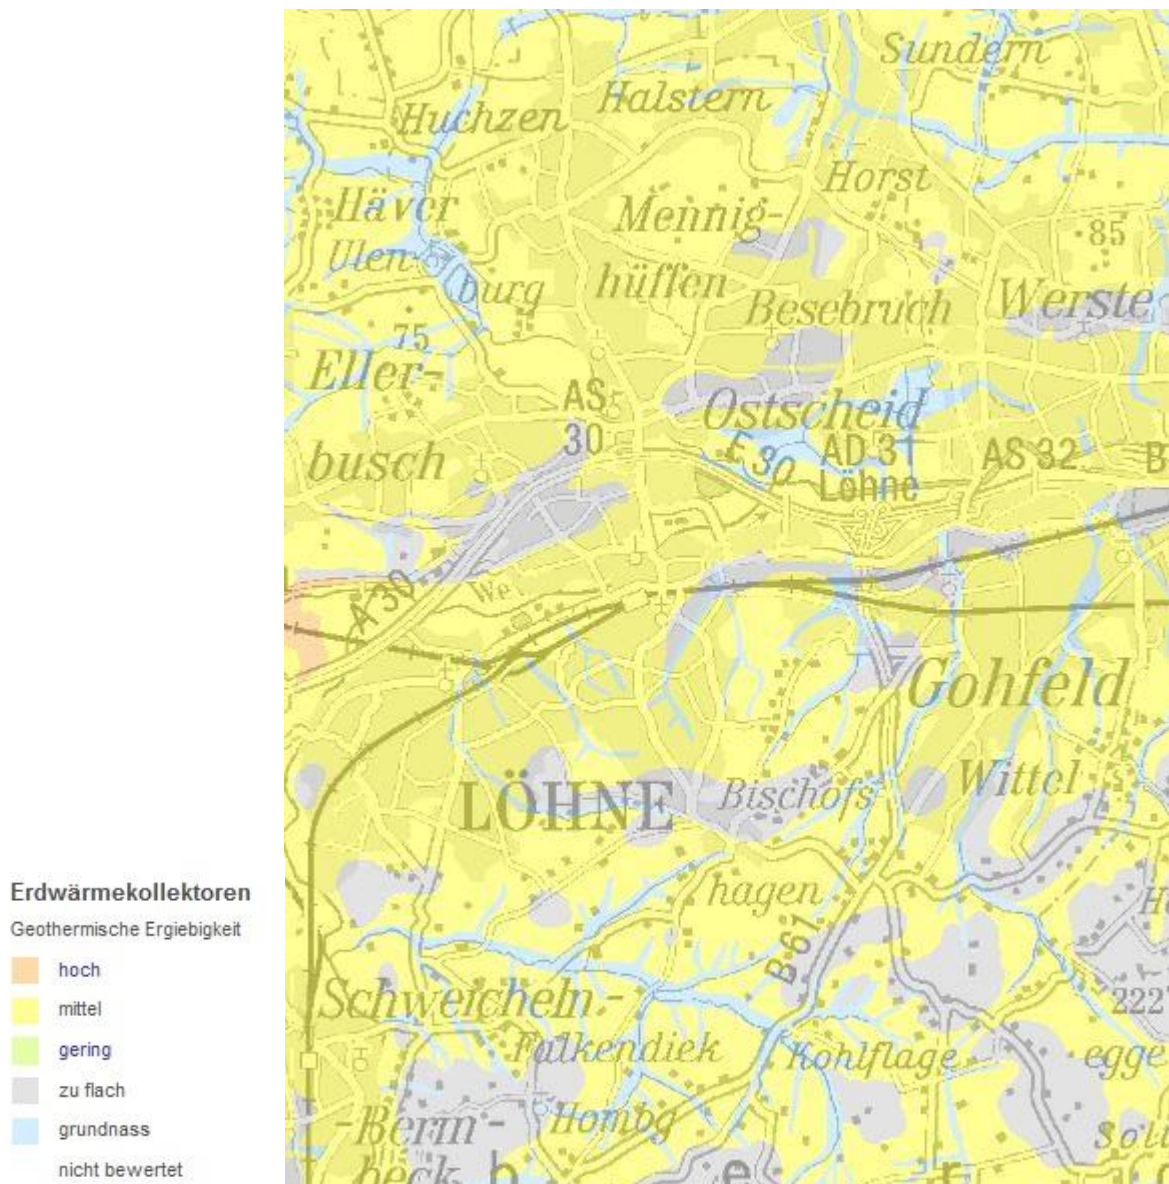 Sundern
Halstern
Huchzen
Horst
Häver
Mennig-
85
Ulen-
burg
hüffen
Besebruch
Werste
75
Eller-
AS
30
Ostscheid
E 30
AD 31
Löhne
AS 32
B
busch
A 30
We
Gohfeld
LÖHNE
Bischofs
Wittel
hagen
H
B 61
Schweicheln-
222
Falkendiek
Kohlflage
egge
-Berm-
Hombg
Soll
beck
b
e
r
Erdwärmekollektoren
Geothermische Ergiebigkeit
hoch
mittel
gering
zu flach
grundnass
nicht bewertet